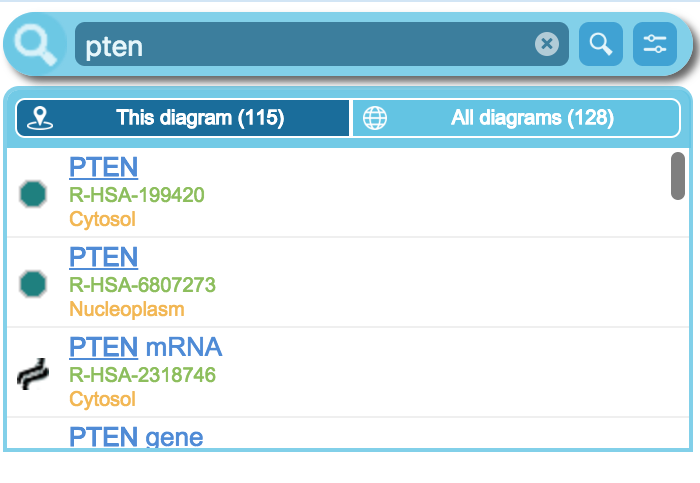 pten
This diagram (115) All diagrams (128)
PTEN
R-HSA-199420
Cytosol
PTEN
R-HSA-6807273
Nucleoplasm
PTEN mRNA
R-HSA-2318746
Cytosol
PTEN gene